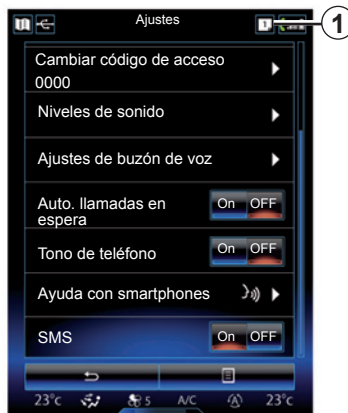 Ajustes
1
1
Cambiar código de acceso
0000
Niveles de sonido
Ajustes de buzón de voz
Auto. llamadas en
espera
On OFF
Tono de teléfono
On OFF
Ayuda con smartphones
SMS
On OFF
23°c 5 A/C A 23°c